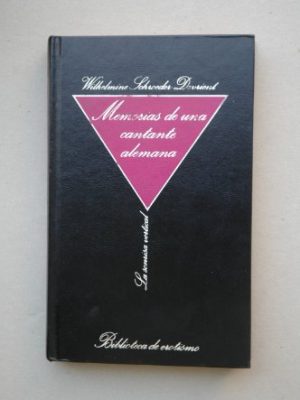 Wilhelmine Schroeder Devrient
Memorias de una
cantante
alemana
La sonrisa vertical
Biblioteca de erotismo